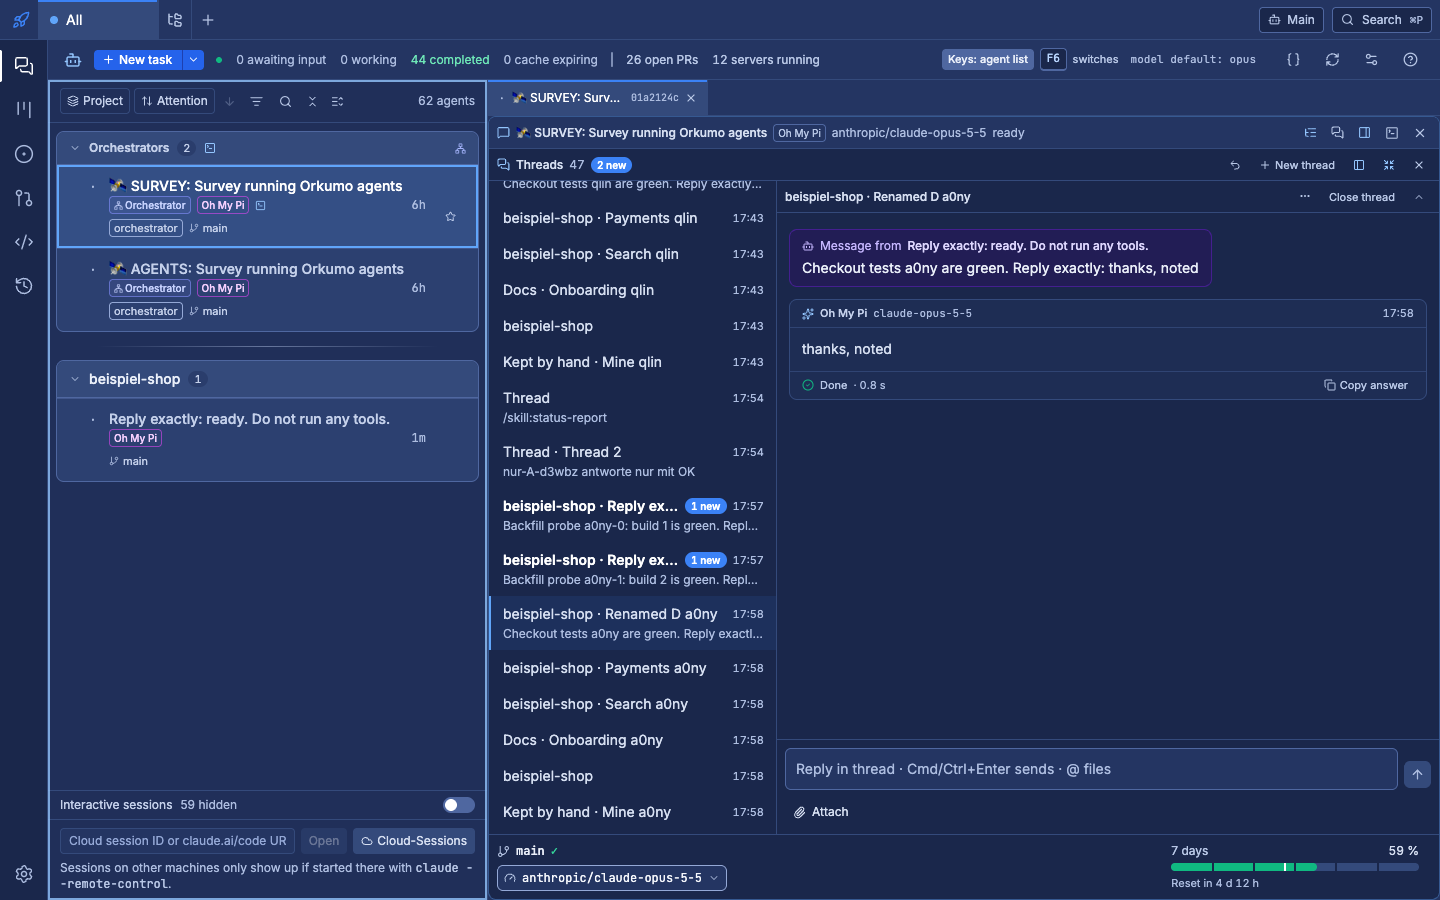 All
Main
Search ⌘P
New task
0 awaiting input
0 working
44 completed
0 cache expiring
26 open PRs
12 servers running
Keys: agent list
F6
switches
model default: opus
Project
Attention
62 agents
Orchestrators 2
SURVEY: Survey running Orkumo agents
Orchestrator
Oh My Pi
6h
orchestrator
main
AGENTS: Survey running Orkumo agents
Orchestrator
Oh My Pi
6h
orchestrator
main
beispiel-shop 1
Reply exactly: ready. Do not run any tools.
Oh My Pi
1m
main
Interactive sessions 59 hidden
Cloud session ID or claude.ai/code UR
Open
Cloud-Sessions
Sessions on other machines only show up if started there with claude -
-remote-control.
· SURVEY: Surv... 01a2124c
SURVEY: Survey running Orkumo agents Oh My Pi anthropic/claude-opus-5-5 ready
Threads 47 2 new
New thread
Checkout tests qlin are green. Reply exactly...
beispiel-shop · Payments qlin 17:43
beispiel-shop · Search qlin 17:43
Docs · Onboarding qlin 17:43
beispiel-shop 17:43
Kept by hand · Mine qlin 17:43
Thread 17:54
/skill:status-report
Thread · Thread 2 17:54
nur-A-d3wbz antworte nur mit OK
beispiel-shop · Reply ex... 1 new 17:57
Backfill probe a0ny-0: build 1 is green. Repl...
beispiel-shop · Reply ex... 1 new 17:57
Backfill probe a0ny-1: build 2 is green. Repl...
beispiel-shop · Renamed D a0ny 17:58
Checkout tests a0ny are green. Reply exactl...
beispiel-shop · Payments a0ny 17:58
beispiel-shop · Search a0ny 17:58
Docs · Onboarding a0ny 17:58
beispiel-shop 17:58
Kept by hand · Mine a0ny 17:58
beispiel-shop · Renamed D a0ny
Close thread
Message from Reply exactly: ready. Do not run any tools.
Checkout tests a0ny are green. Reply exactly: thanks, noted
Oh My Pi claude-opus-5-5 17:58
thanks, noted
Done · 0.8 s
Copy answer
Reply in thread · Cmd/Ctrl+Enter sends · @ files
Attach
main ✓
anthropic/claude-opus-5-5
7 days 59 %
Reset in 4 d 12 h